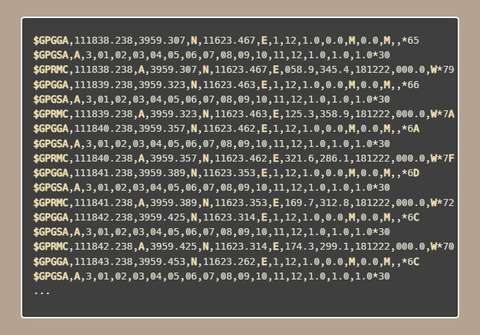 $GPGGA,111838.238,3959.307,N,11623.467,E,1,12,1.0,0.0,M,0.0,M,,*65
$GPGSA,A,3,01,02,03,04,05,06,07,08,09,10,11,12,1.0,1.0,1.0*30
$GPRMC,111838.238,A,3959.307,N,11623.467,E,058.9,345.4,181222,000.0,W*79
$GPGGA,111839.238,3959.323,N,11623.463,E,1,12,1.0,0.0,M,0.0,M,,*66
$GPGSA,A,3,01,02,03,04,05,06,07,08,09,10,11,12,1.0,1.0,1.0*30
$GPRMC,111839.238,A,3959.323,N,11623.463,E,125.3,358.9,181222,000.0,W*7A
$GPGGA,111840.238,3959.357,N,11623.462,E,1,12,1.0,0.0,M,0.0,M,,*6A
$GPGSA,A,3,01,02,03,04,05,06,07,08,09,10,11,12,1.0,1.0,1.0*30
$GPRMC,111840.238,A,3959.357,N,11623.462,E,321.6,286.1,181222,000.0,W*7F
$GPGGA,111841.238,3959.389,N,11623.353,E,1,12,1.0,0.0,M,0.0,M,,*6D
$GPGSA,A,3,01,02,03,04,05,06,07,08,09,10,11,12,1.0,1.0,1.0*30
$GPRMC,111841.238,A,3959.389,N,11623.353,E,169.7,312.8,181222,000.0,W*72
$GPGGA,111842.238,3959.425,N,11623.314,E,1,12,1.0,0.0,M,0.0,M,,*6C
$GPGSA,A,3,01,02,03,04,05,06,07,08,09,10,11,12,1.0,1.0,1.0*30
$GPRMC,111842.238,A,3959.425,N,11623.314,E,174.3,299.1,181222,000.0,W*70
$GPGGA,111843.238,3959.453,N,11623.262,E,1,12,1.0,0.0,M,0.0,M,,*6C
$GPGSA,A,3,01,02,03,04,05,06,07,08,09,10,11,12,1.0,1.0,1.0*30
...